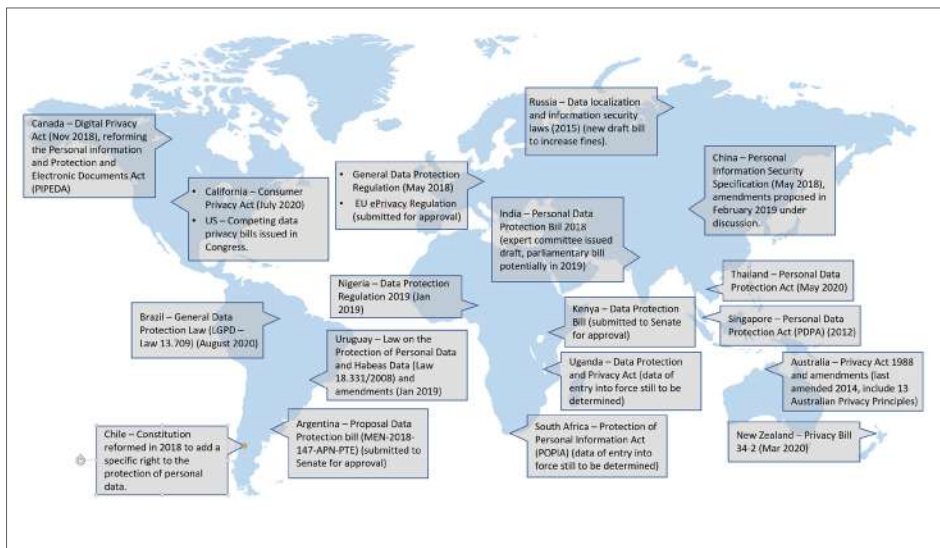 Canada – Digital Privacy
Act (Nov 2018), reforming
the Personal information
and Protection and
Electronic Documents Act
(PIPEDA)
• California – Consumer
Privacy Act (July 2020)
• US – Competing data
privacy bills issued in
Congress.
• General Data Protection
Regulation (May 2018)
• EU ePrivacy Regulation
(submitted for approval)
Russia – Data localization
and information security
laws (2015) (new draft bill
to increase fines).
China – Personal
Information Security
Specification (May 2018),
amendments proposed in
February 2019 under
discussion.
India – Personal Data
Protection Bill 2018
(expert committee issued
draft, parliamentary bill
potentially in 2019)
Nigeria – Data Protection
Regulation 2019 (Jan
2019)
Kenya – Data Protection
Bill (submitted to Senate
for approval)
Thailand – Personal Data
Protection Act (May 2020)
Singapore – Personal Data
Protection Act (PDPA) (2012)
Brazil – General Data
Protection Law (LGPD –
Law 13.709) (August 2020)
Uruguay – Law on the
Protection of Personal Data
and Habeas Data [Law
18.331/2008) and
amendments (Jan 2019)
Uganda – Data Protection
and Privacy Act (data of
entry into force still to be
determined)
Australia – Privacy Act 1988
and amendments (last
amended 2014, include 13
Australian Privacy Principles)
Chile – Constitution
reformed in 2018 to add a
specific right to the
protection of personal
data.
Argentina – Proposal Data
Protection bill (MEN-2018-
147-APN-PTE) (submitted to
Senate for approval)
South Africa – Protection of
Personal Information Act
(POPIA) (data of entry into
force still to be determined)
New Zealand – Privacy Bill
34-2 (Mar 2020)